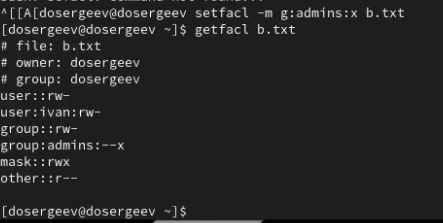 ^[[A[dosergeev@dosergeev setfacl -m g:admins:x b.txt
[dosergeev@dosergeev ~]$ getfacl b.txt
# file: b.txt
# owner: dosergeev
# group: dosergeev
user::rw-
user:ivan:rw-
group::rw-
group:admins:--x
mask::rwx
other::r--
[dosergeev@dosergeev ~]$